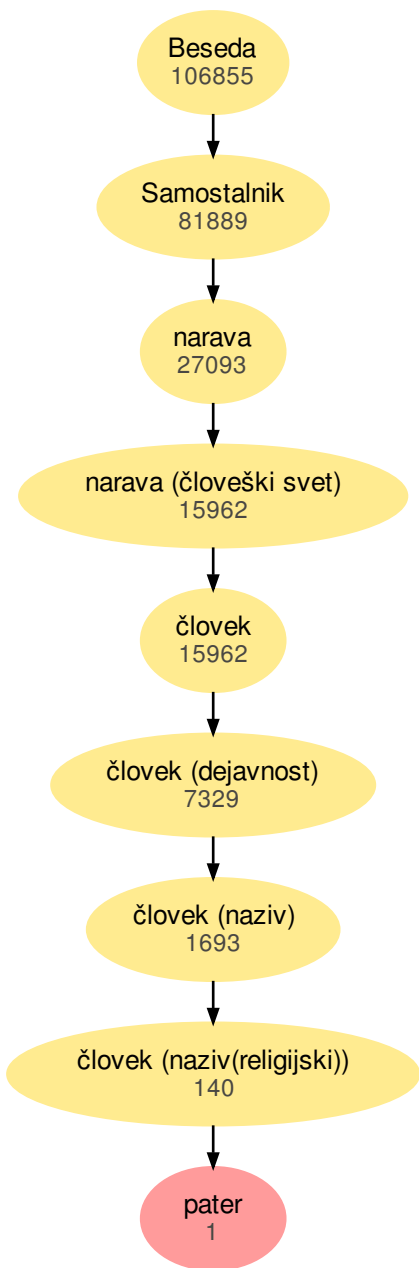 Beseda
106855
Samostalnik
81889
narava
27093
narava (človeški svet)
15962
človek
15962
človek (dejavnost)
7329
človek (naziv)
1693
človek (naziv(religijski))
140
pater
1